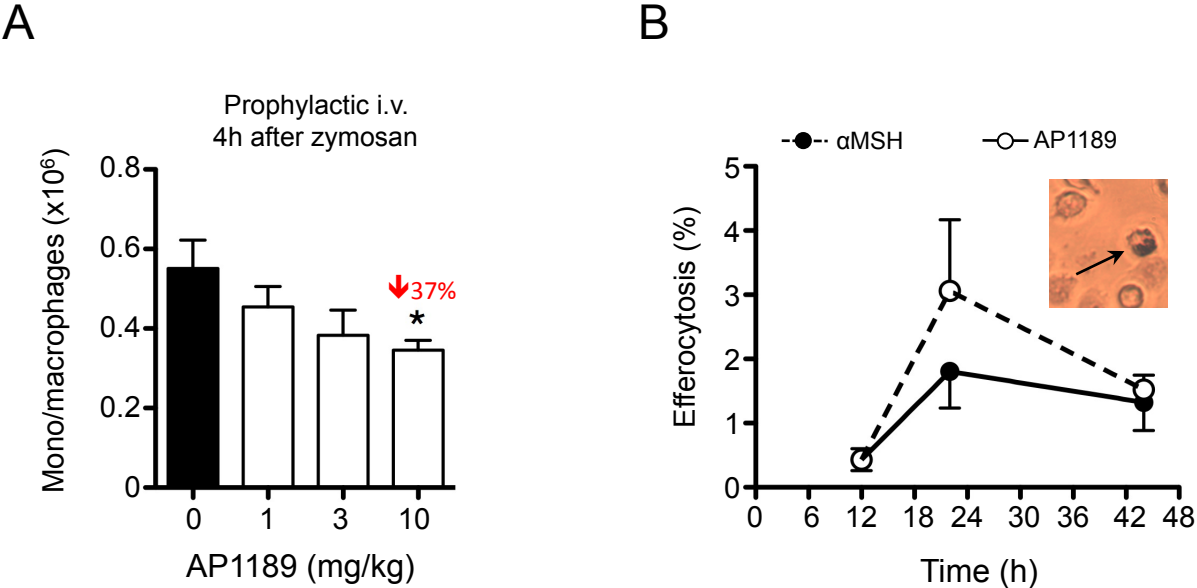 A
Prophylactic i.v.
4h after zymosan
Mono/macrophages (x10⁶)
0.8
0.6
0.4
0.2
0
37%
*
0
1
3
10
AP1189 (mg/kg)
B
αMSH
AP1189
Efferocytosis (%)
5
4
3
2
1
0
0 6 12 18 24 30 36 42 48
Time (h)